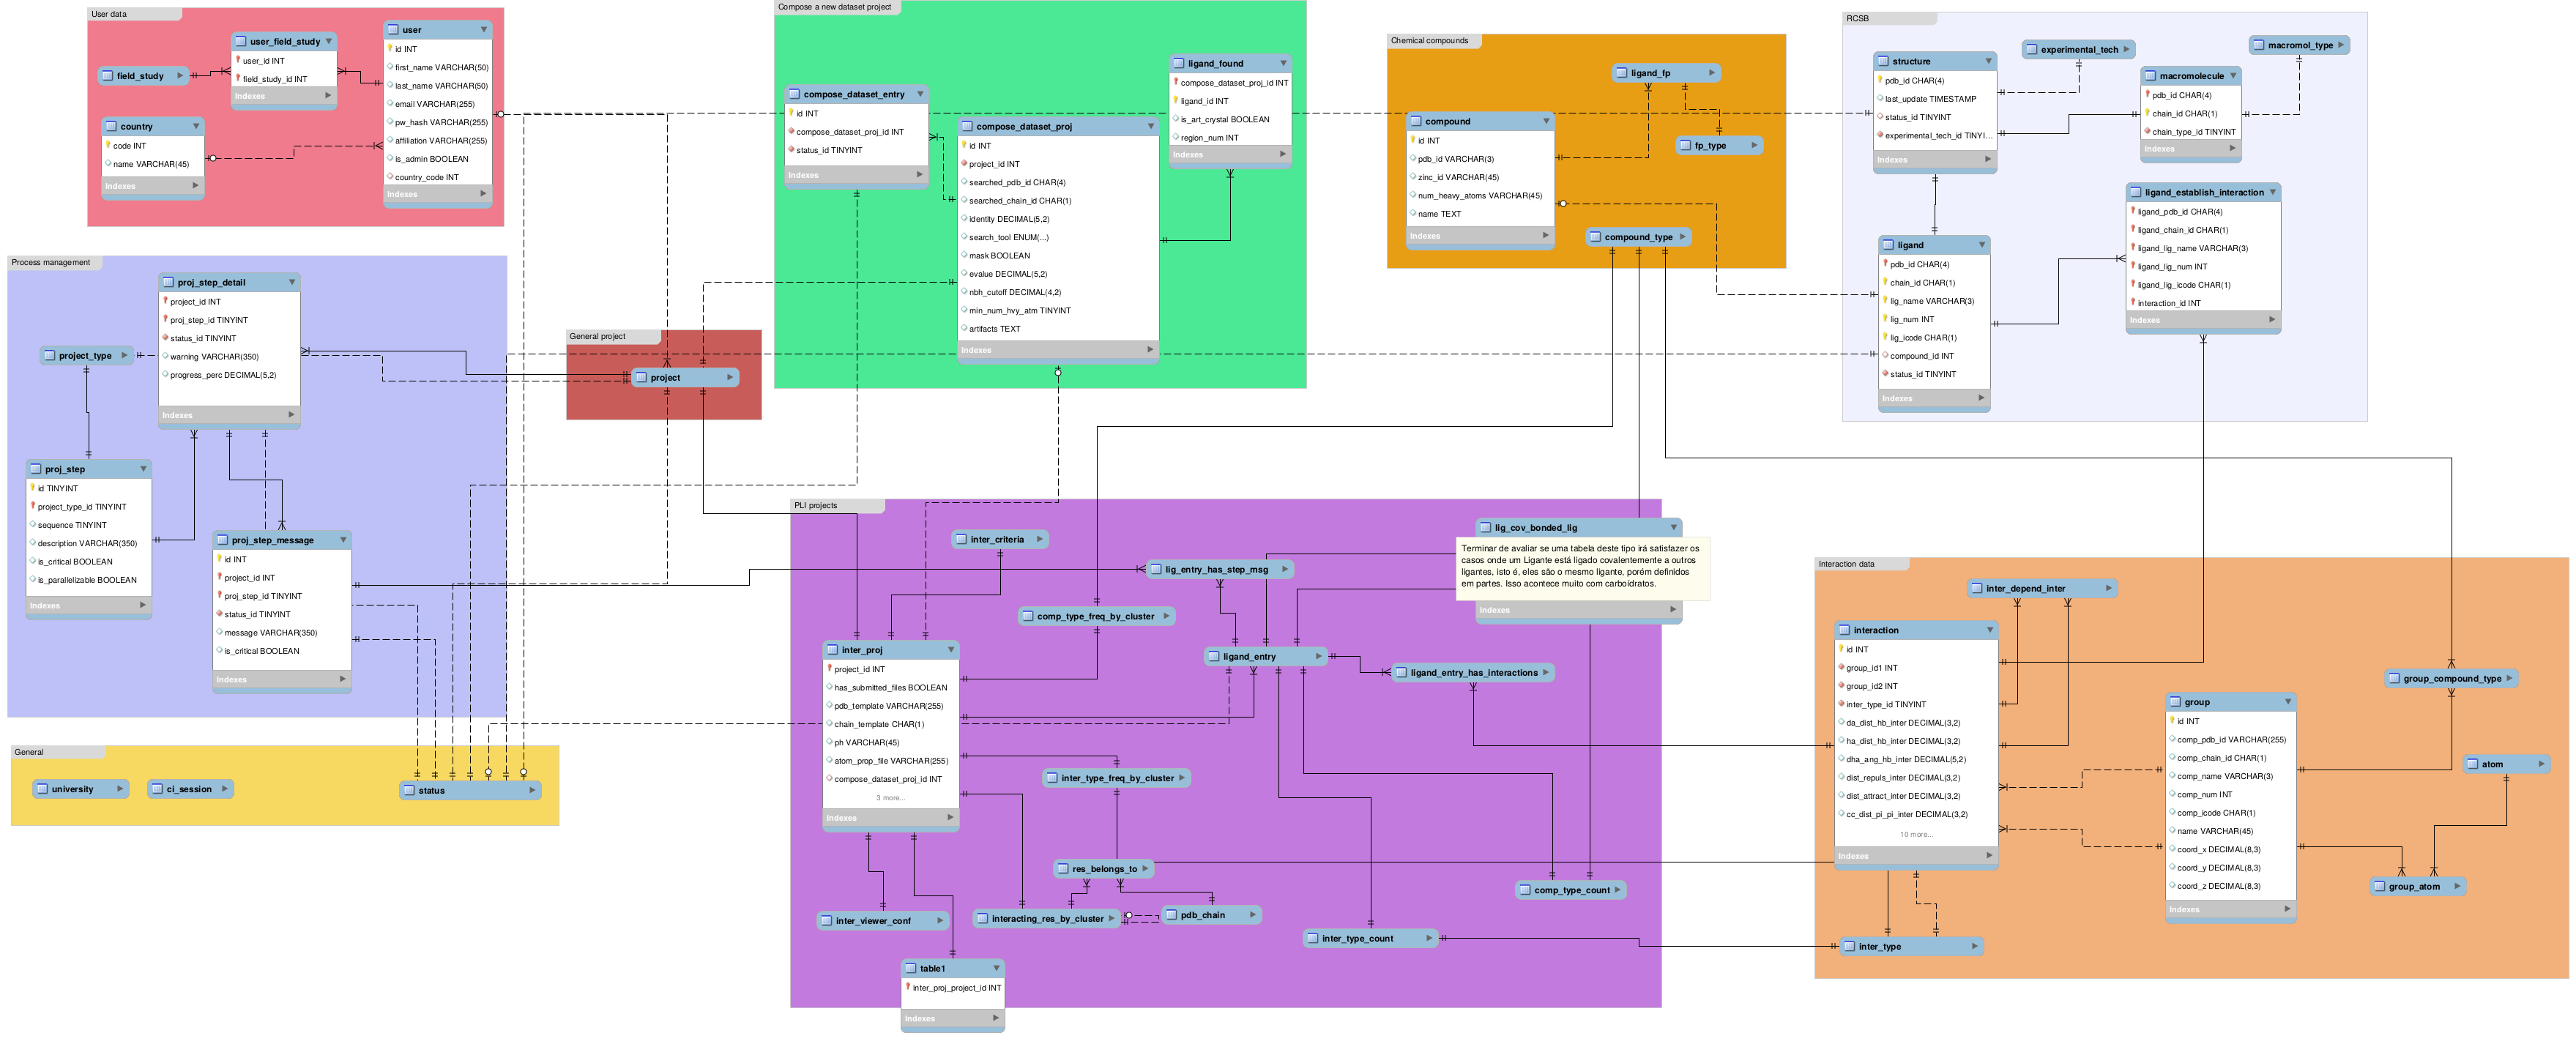 User data
user
id INT
first_name VARCHAR(50)
last_name VARCHAR(50)
email VARCHAR(255)
pw_hash VARCHAR(255)
affiliation VARCHAR(255)
is_admin BOOLEAN
country_code INT
Indexes
user_field_study
user_id INT
field_study_id INT
Indexes
field_study
country
code INT
name VARCHAR(45)
Indexes
Process management
proj_step_detail
project_id INT
proj_step_id TINYINT
status_id TINYINT
warning VARCHAR(350)
progress_perc DECIMAL(5,2)
Indexes
project_type
proj_step
id TINYINT
project_type_id TINYINT
sequence TINYINT
description VARCHAR(350)
is_critical BOOLEAN
is_parallelizable BOOLEAN
Indexes
proj_step_message
id INT
project_id INT
proj_step_id TINYINT
status_id TINYINT
message VARCHAR(350)
is_critical BOOLEAN
Indexes
General
university
ci_session
status
General project
project
Compose a new dataset project
compose_dataset_entry
id INT
compose_dataset_proj_id INT
status_id TINYINT
Indexes
compose_dataset_proj
id INT
project_id INT
searched_pdb_id CHAR(4)
searched_chain_id CHAR(1)
identity DECIMAL(5,2)
search_tool ENUM(...)
mask BOOLEAN
evalue DECIMAL(5,2)
nbh_cutoff DECIMAL(4,2)
min_num_hvy_atm TINYINT
artifacts TEXT
Indexes
ligand_found
compose_dataset_proj_id INT
ligand_id INT
is_art_crystal BOOLEAN
region_num INT
Indexes
Chemical compounds
ligand_fp
compound
id INT
pdb_id VARCHAR(3)
zinc_id VARCHAR(45)
num_heavy_atoms VARCHAR(45)
name TEXT
Indexes
fp_type
compound_type
RCSB
structure
pdb_id CHAR(4)
last_update TIMESTAMP
status_id TINYINT
experimental_tech_id TINYI...
Indexes
experimental_tech
macromol_type
macromolecule
pdb_id CHAR(4)
chain_id CHAR(1)
chain_type_id TINYINT
Indexes
ligand_establish_interaction
ligand_pdb_id CHAR(4)
ligand_chain_id CHAR(1)
ligand_lig_name VARCHAR(3)
ligand_lig_num INT
ligand_lig_icode CHAR(1)
interaction_id INT
Indexes
ligand
pdb_id CHAR(4)
chain_id CHAR(1)
lig_name VARCHAR(3)
lig_num INT
lig_icode CHAR(1)
compound_id INT
status_id TINYINT
Indexes
PLI projects
inter_criteria
lig_entry_has_step_msg
comp_type_freq_by_cluster
lig_cov_bonded_lig
Terminar de avaliar se uma tabela deste tipo irá satisfazer os
casos onde um Ligante está ligado covalentemente a outros
ligantes, isto é, eles são o mesmo ligante, porém definidos
em partes. Isso acontece muito com carboídratos.
Indexes
inter_proj
project_id INT
has_submitted_files BOOLEAN
pdb_template VARCHAR(255)
chain_template CHAR(1)
ph VARCHAR(45)
atom_prop_file VARCHAR(255)
compose_dataset_proj_id INT
3 more...
Indexes
ligand_entry
ligand_entry_has_interactions
inter_type_freq_by_cluster
res_belongs_to
comp_type_count
inter_viewer_conf
interacting_res_by_cluster
pdb_chain
inter_type_count
table1
inter_proj_project_id INT
Indexes
Interaction data
inter_depend_inter
interaction
id INT
group_id1 INT
group_id2 INT
inter_type_id TINYINT
da_dist_hb_inter DECIMAL(3,2)
ha_dist_hb_inter DECIMAL(3,2)
dha_ang_hb_inter DECIMAL(5,2)
dist_repuls_inter DECIMAL(3,2)
dist_attract_inter DECIMAL(3,2)
cc_dist_pi_pi_inter DECIMAL(3,2)
10 more...
Indexes
group_compound_type
group
id INT
comp_pdb_id VARCHAR(255)
comp_chain_id CHAR(1)
comp_name VARCHAR(3)
comp_num INT
comp_icode CHAR(1)
name VARCHAR(45)
coord_x DECIMAL(8,3)
coord_y DECIMAL(8,3)
coord_z DECIMAL(8,3)
Indexes
atom
group_atom
inter_type